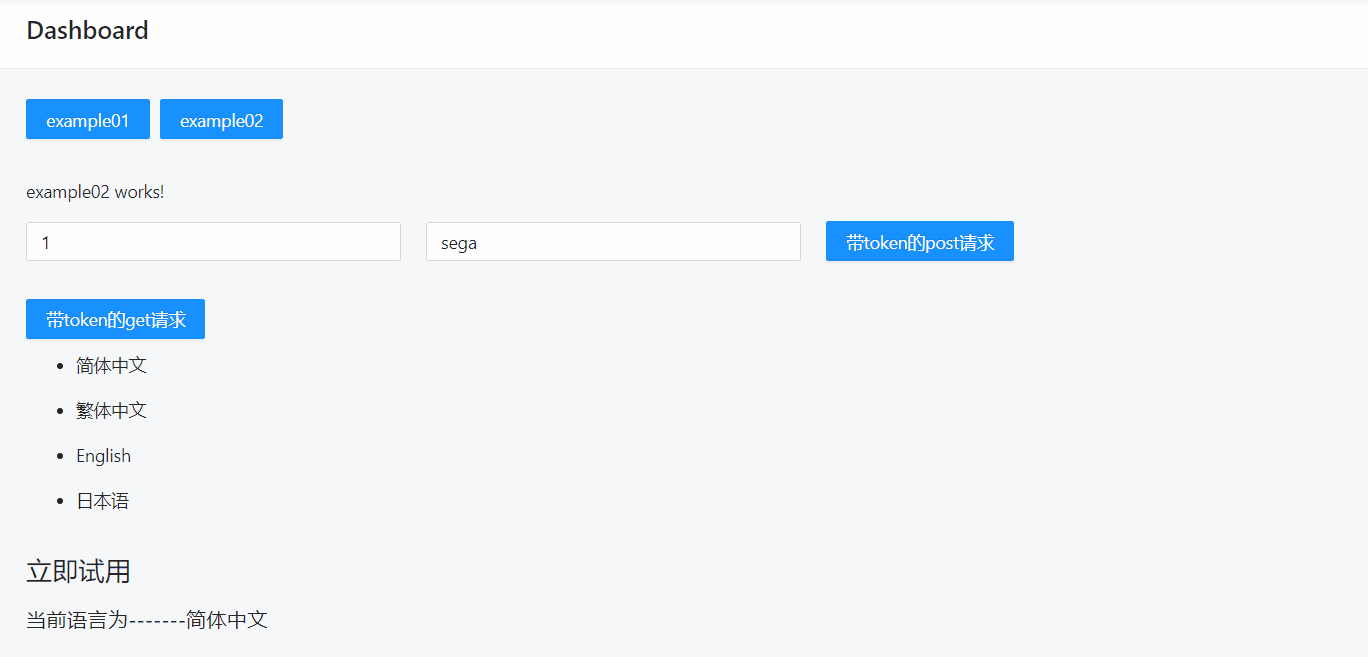 Dashboard
example01 example02
example02 works!
1 sega 带token的post请求
带token的get请求
简体中文
繁体中文
English
日本语
立即试用
当前语言为-------简体中文